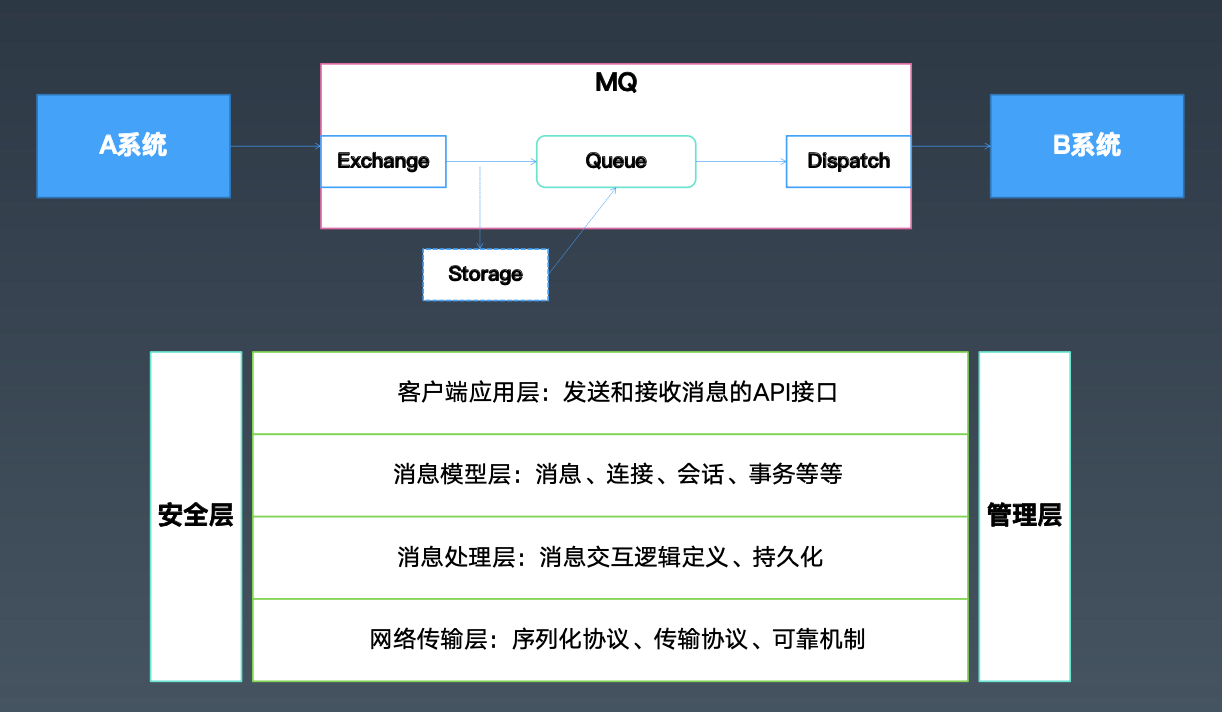 MQ
A系统
Exchange
Queue
Dispatch
B系统
Storage
客户端应用层：发送和接收消息的API接口
消息模型层：消息、连接、会话、事务等等
安全层
管理层
消息处理层：消息交互逻辑定义、持久化
网络传输层：序列化协议、传输协议、可靠机制